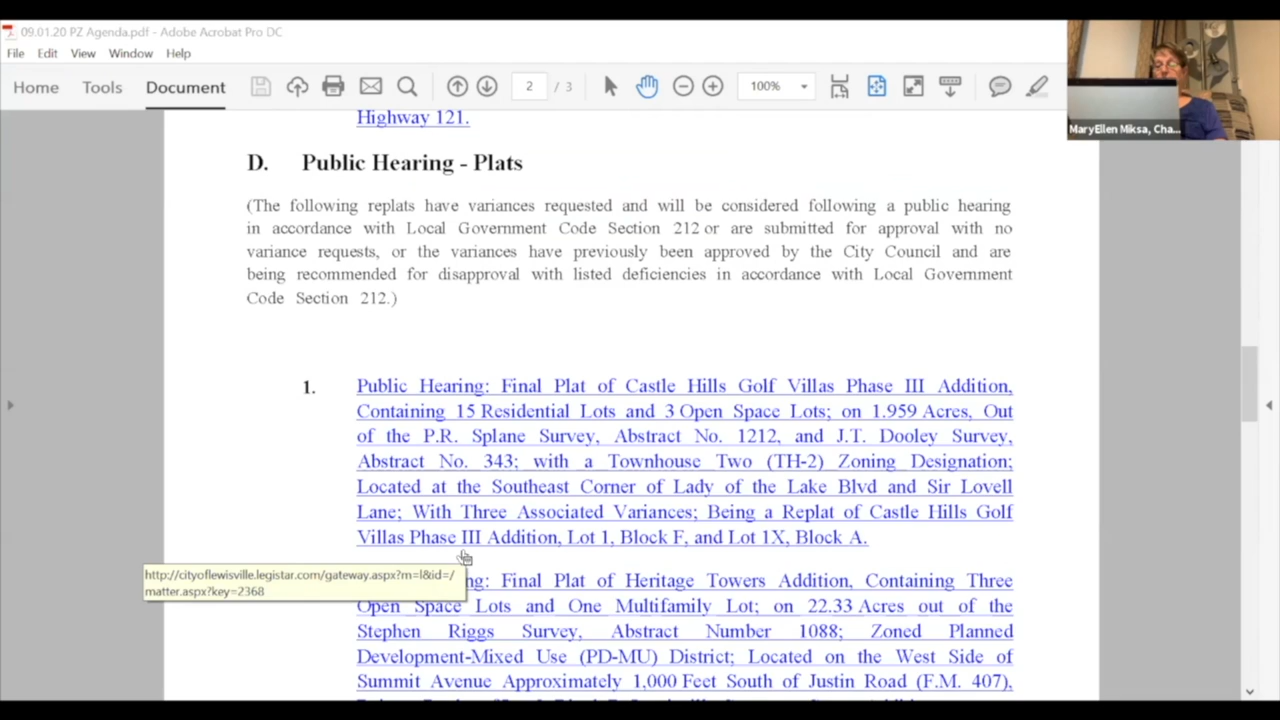 09.01.20 PZ Agenda.pdf - Adobe Acrobat Pro DC
File Edit View Window Help
Home Tools Document 2 / 3 100%
MaryEllen Miksa, Cha...
Highway 121.
D. Public Hearing - Plats
(The following replats have variances requested and will be considered following a public hearing
in accordance with Local Government Code Section 212 or are submitted for approval with no
variance requests, or the variances have previously been approved by the City Council and are
being recommended for disapproval with listed deficiencies in accordance with Local Government
Code Section 212.)
1. Public Hearing: Final Plat of Castle Hills Golf Villas Phase III Addition,
Containing 15 Residential Lots and 3 Open Space Lots; on 1.959 Acres, Out
of the P.R. Splane Survey, Abstract No. 1212, and J.T. Dooley Survey,
Abstract No. 343; with a Townhouse Two (TH-2) Zoning Designation;
Located at the Southeast Corner of Lady of the Lake Blvd and Sir Lovell
Lane; With Three Associated Variances; Being a Replat of Castle Hills Golf
Villas Phase III Addition, Lot 1, Block F, and Lot 1X, Block A.
http://cityoflewisville.legistar.com/gateway.aspx?m=l&id=/
matter.aspx?key=2368
ng: Final Plat of Heritage Towers Addition, Containing Three
Open Space Lots and One Multifamily Lot; on 22.33 Acres out of the
Stephen Riggs Survey, Abstract Number 1088; Zoned Planned
Development-Mixed Use (PD-MU) District; Located on the West Side of
Summit Avenue Approximately 1,000 Feet South of Justin Road (F.M. 407),